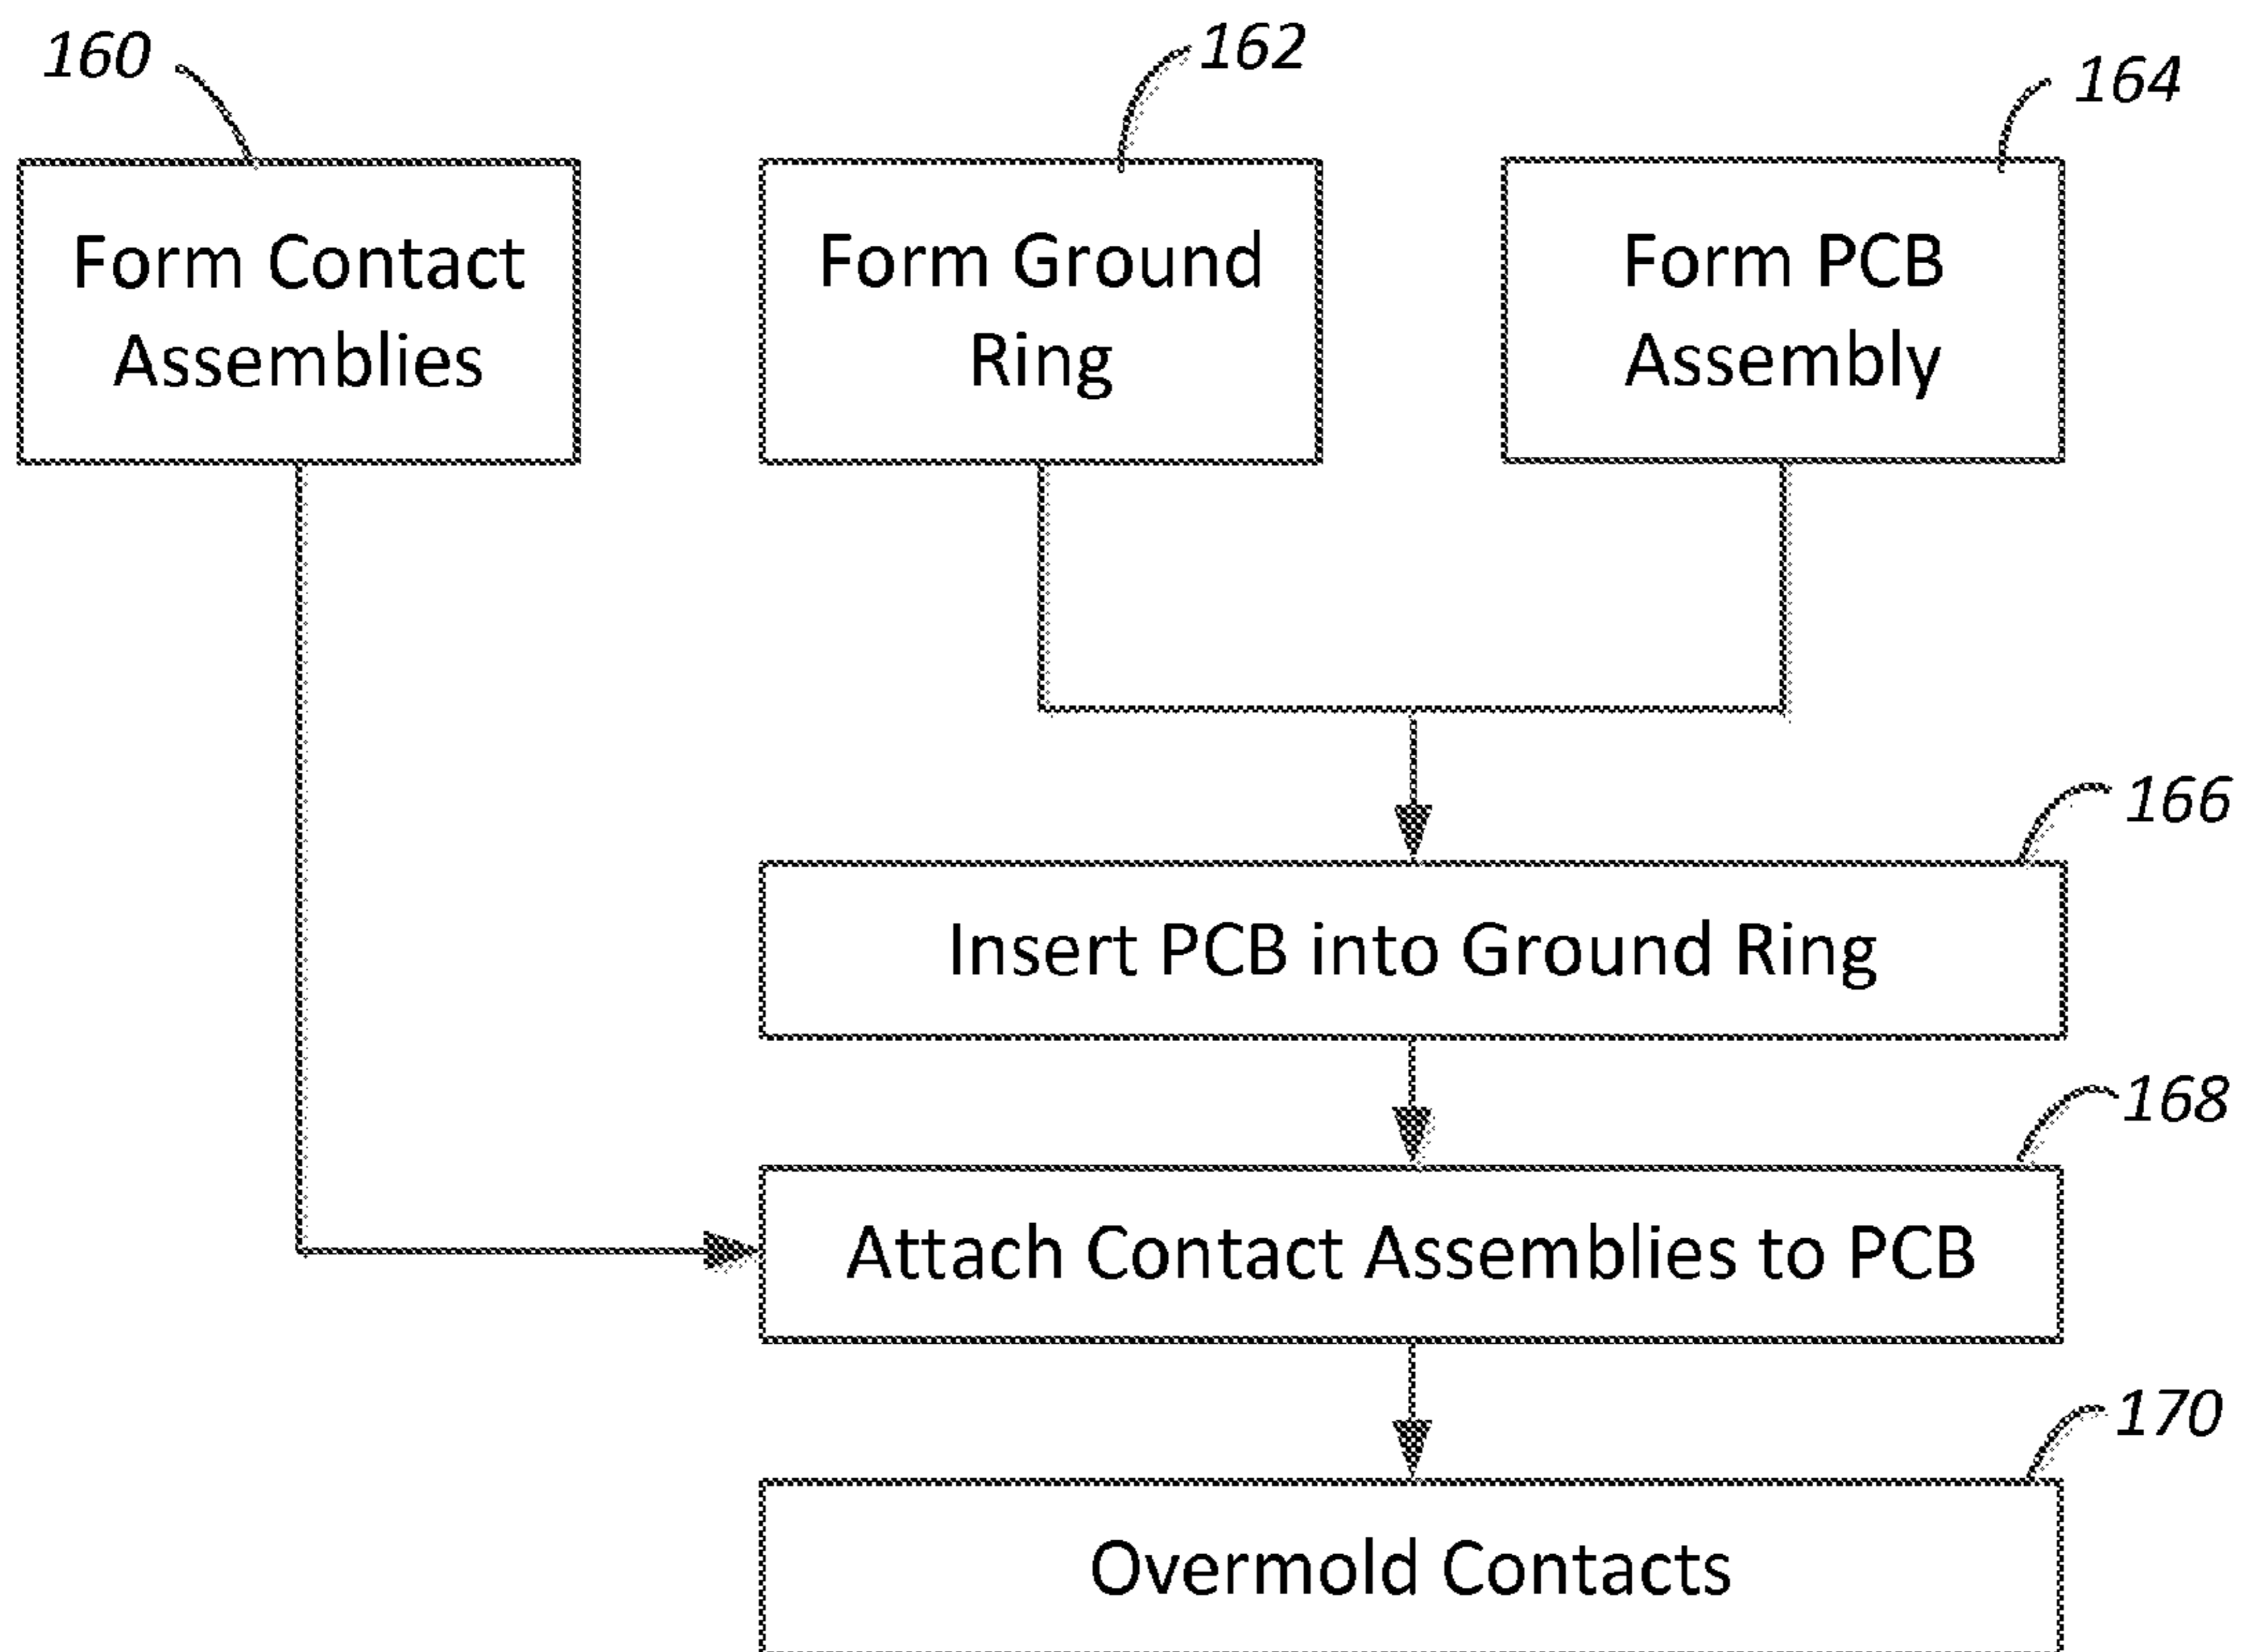 160
162
164
Form Contact
Assemblies
Form Ground
Ring
Form PCB
Assembly
166
Insert PCB into Ground Ring
168
Attach Contact Assemblies to PCB
170
Overmold Contacts